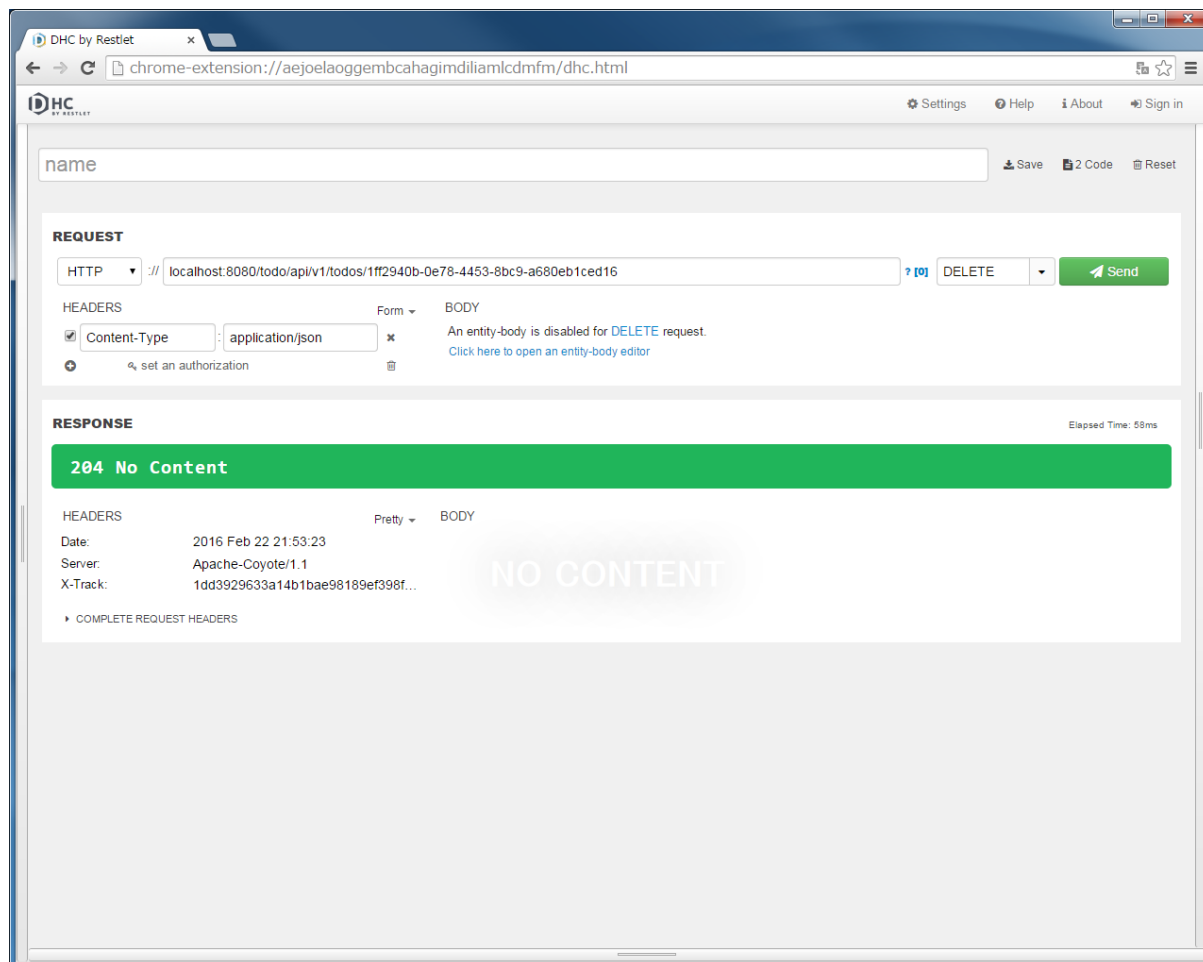 DHC by Restlet
chrome-extension://aejoelaoggembcahagimdiliamlcdmfm/dhc.html
DHC BY RESTLET
Settings Help About Sign in
name
Save 2 Code Reset
REQUEST
HTTP :// localhost:8080/todo/api/v1/todos/1ff2940b-0e78-4453-8bc9-a680eb1ced16 ? [0] DELETE Send
HEADERS Form BODY
Content-Type : application/json An entity-body is disabled for DELETE request.
set an authorization Click here to open an entity-body editor
RESPONSE Elapsed Time: 58ms
204 No Content
HEADERS Pretty BODY
Date: 2016 Feb 22 21:53:23
Server: Apache-Coyote/1.1 NO CONTENT
X-Track: 1dd3929633a14b1bae98189ef398f...
COMPLETE REQUEST HEADERS